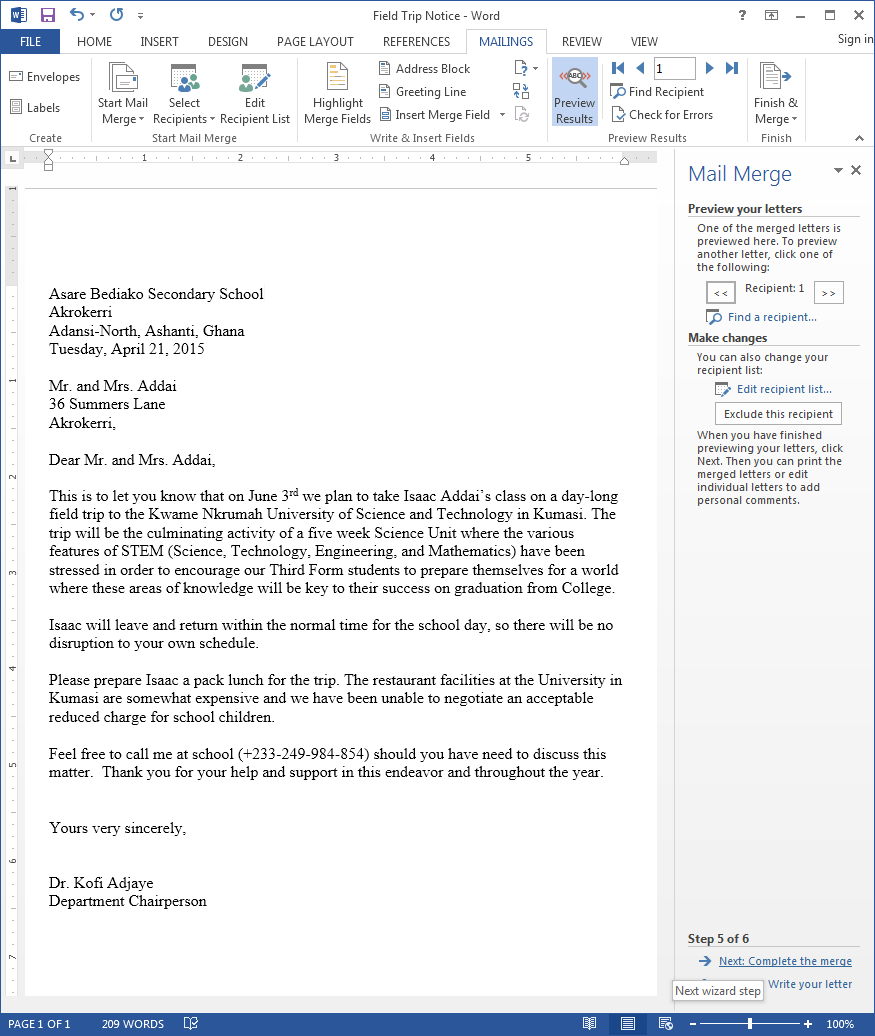 Field Trip Notice - Word
?
FILE HOME INSERT DESIGN PAGE LAYOUT REFERENCES MAILINGS REVIEW VIEW Sign in
Envelopes
Labels
Create
Start Mail Merge
Select Recipients
Edit Recipient List
Start Mail Merge
Highlight Merge Fields
Address Block
Greeting Line
Insert Merge Field
Write & Insert Fields
«ABC»
Preview Results
1
Find Recipient
Check for Errors
Preview Results
Finish & Merge
Finish
L
1 2 3 4 5
1
1
2
3
4
5
6
7
Asare Bediako Secondary School
Akrokerri
Adansi-North, Ashanti, Ghana
Tuesday, April 21, 2015
Mr. and Mrs. Addai
36 Summers Lane
Akrokerri,
Dear Mr. and Mrs. Addai,
This is to let you know that on June 3rd we plan to take Isaac Addai’s class on a day-long
field trip to the Kwame Nkrumah University of Science and Technology in Kumasi. The
trip will be the culminating activity of a five week Science Unit where the various
features of STEM (Science, Technology, Engineering, and Mathematics) have been
stressed in order to encourage our Third Form students to prepare themselves for a world
where these areas of knowledge will be key to their success on graduation from College.
Isaac will leave and return within the normal time for the school day, so there will be no
disruption to your own schedule.
Please prepare Isaac a pack lunch for the trip. The restaurant facilities at the University in
Kumasi are somewhat expensive and we have been unable to negotiate an acceptable
reduced charge for school children.
Feel free to call me at school (+233-249-984-854) should you have need to discuss this
matter.  Thank you for your help and support in this endeavor and throughout the year.
Yours very sincerely,
Dr. Kofi Adjaye
Department Chairperson
Mail Merge
Preview your letters
One of the merged letters is
previewed here. To preview
another letter, click one of
the following:
<< Recipient: 1 >>
Find a recipient...
Make changes
You can also change your
recipient list:
Edit recipient list...
Exclude this recipient
When you have finished
previewing your letters, click
Next. Then you can print the
merged letters or edit
individual letters to add
personal comments.
Step 5 of 6
Next: Complete the merge
Write your letter
Next wizard step
PAGE 1 OF 1 209 WORDS 100%